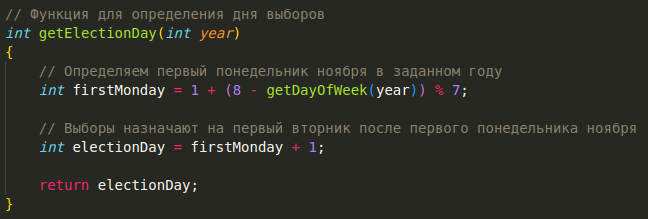 // Функция для определения дня выборов
int getElectionDay(int year)
{
// Определяем первый понедельник ноября в заданном году
int firstMonday = 1 + (8 - getDayOfWeek(year)) % 7;
// Выборы назначают на первый вторник после первого понедельника ноября
int electionDay = firstMonday + 1;
return electionDay;
}